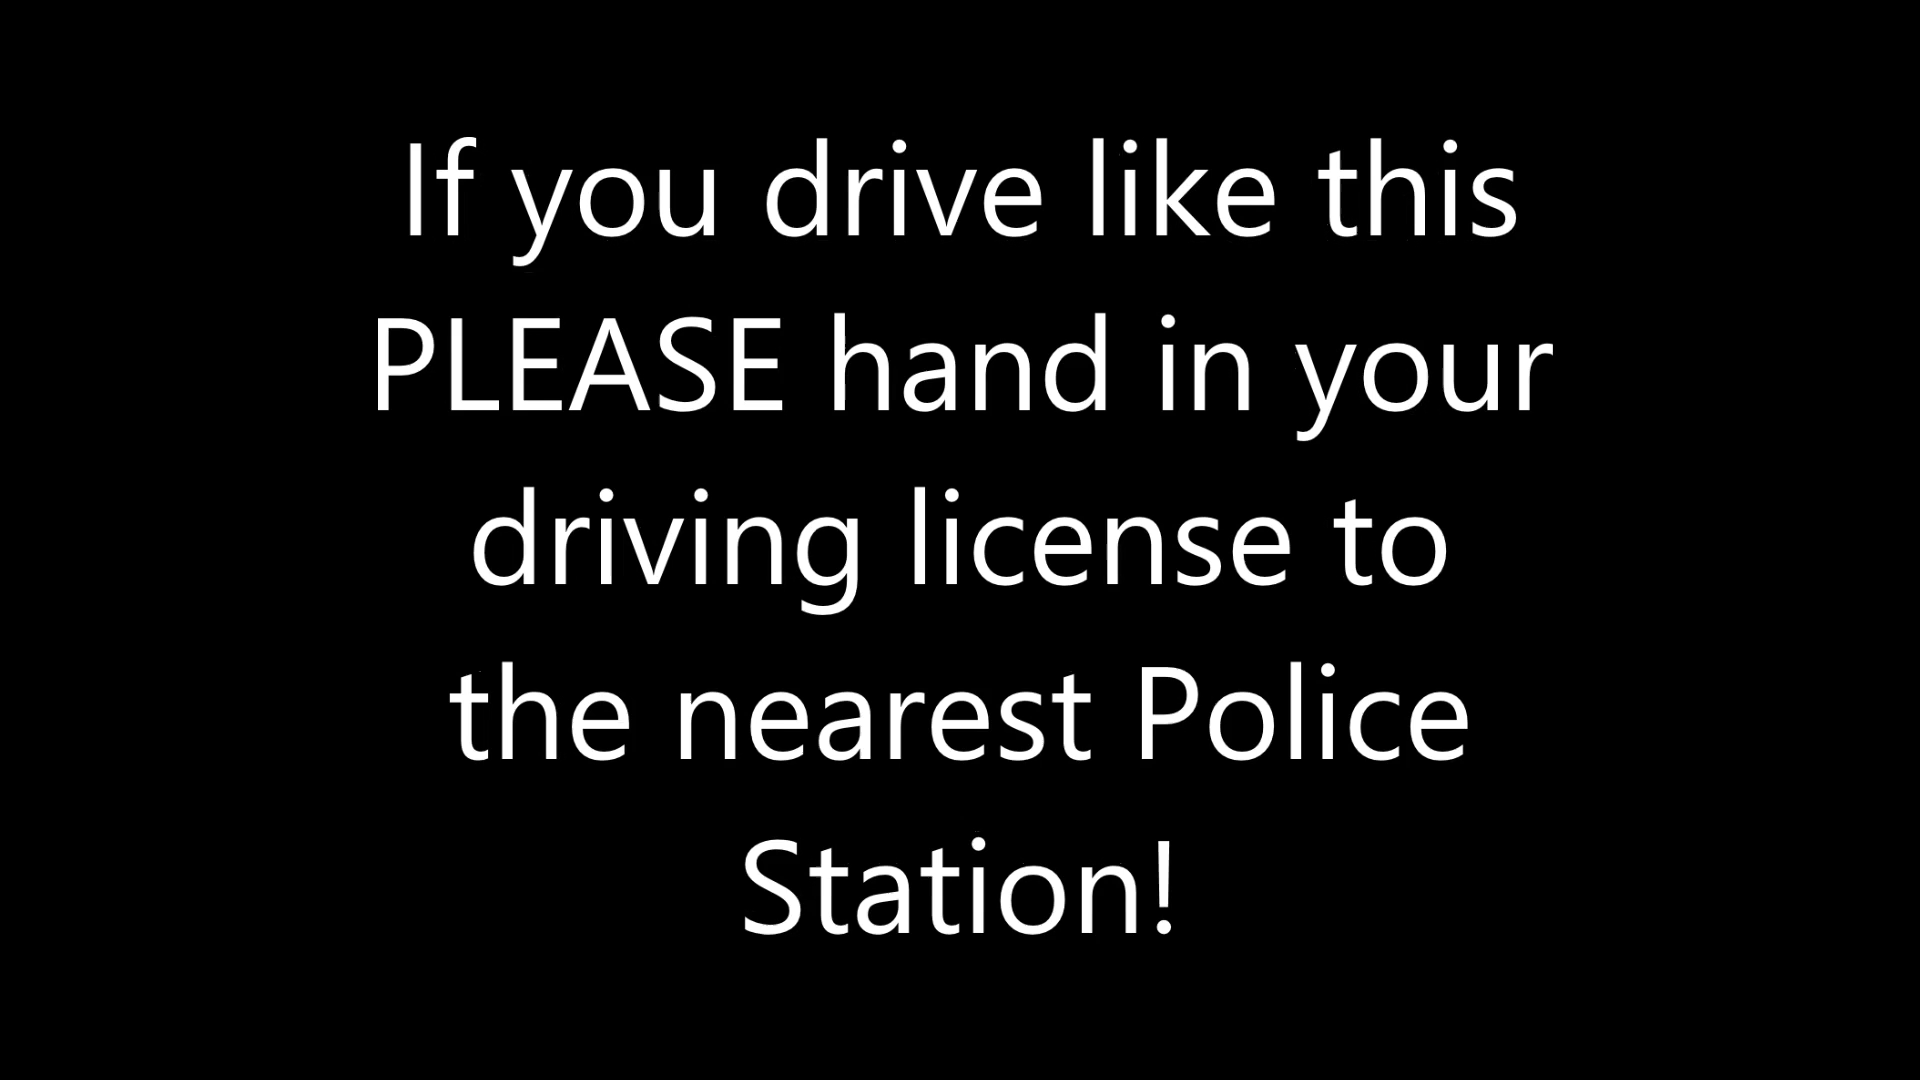 If you drive like this
PLEASE hand in your
driving license to
the nearest Police
Station!